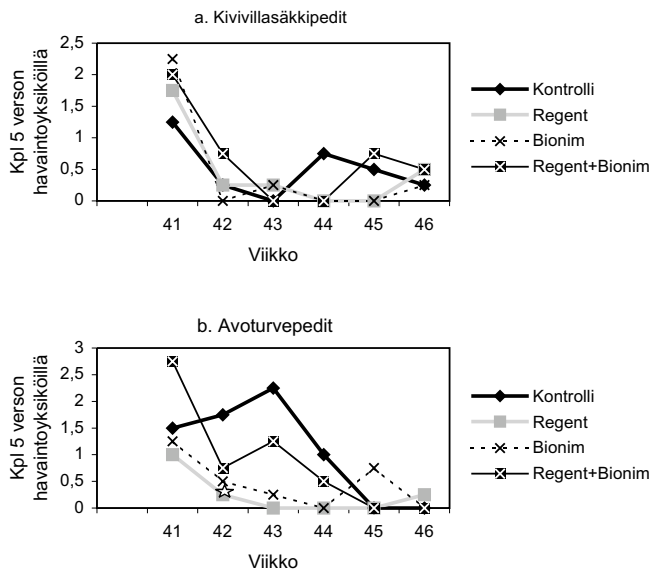 a. Kivivillasäkkipedit
Kpl 5 verson
havaintoyksiköillä
2,5
2
1,5
1
0,5
0
41 42 43 44 45 46
Viikko
Kontrolli
Regent
Bionim
Regent+Bionim
b. Avoturvepedit
Kpl 5 verson
havaintoyksiköillä
3
2,5
2
1,5
1
0,5
0
41 42 43 44 45 46
Viikko
Kontrolli
Regent
Bionim
Regent+Bionim